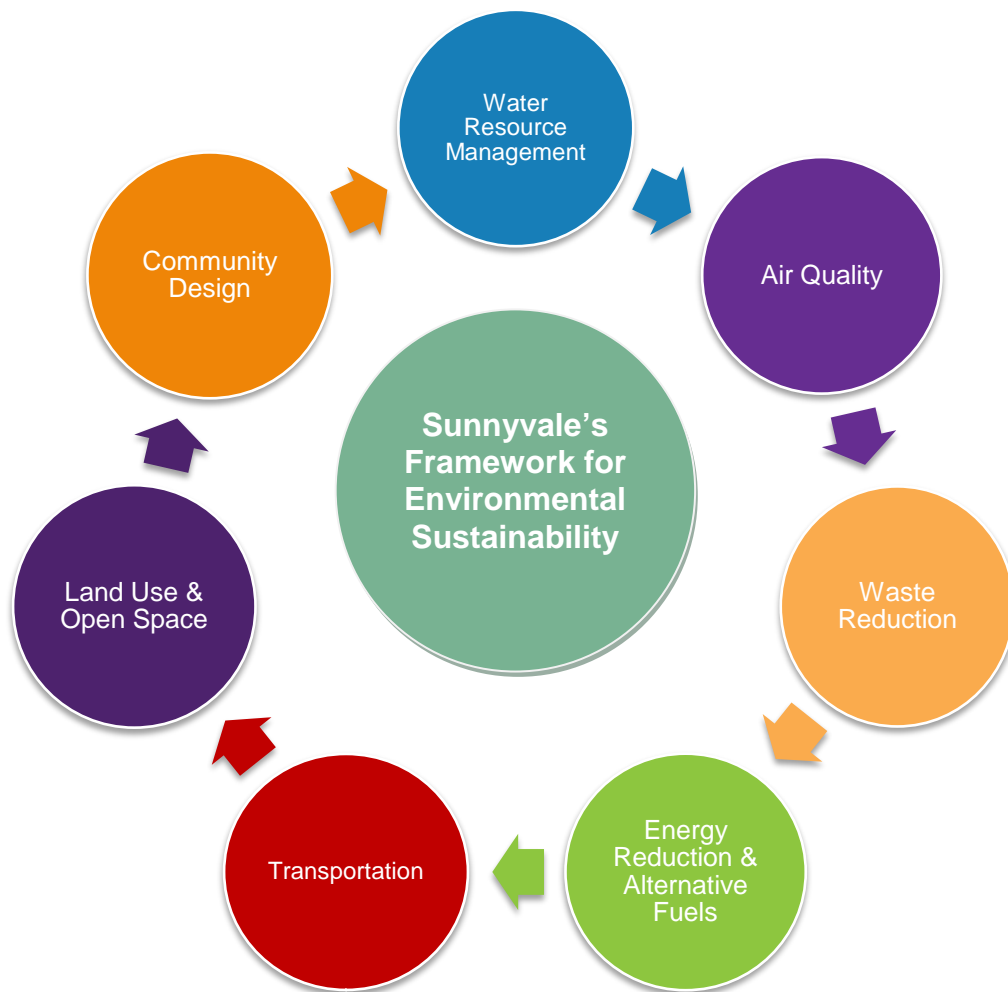 Water
Resource
Management
Air Quality
Waste
Reduction
Energy
Reduction &
Alternative
Fuels
Transportation
Land Use &
Open Space
Community
Design
Sunnyvale’s
Framework for
Environmental
Sustainability